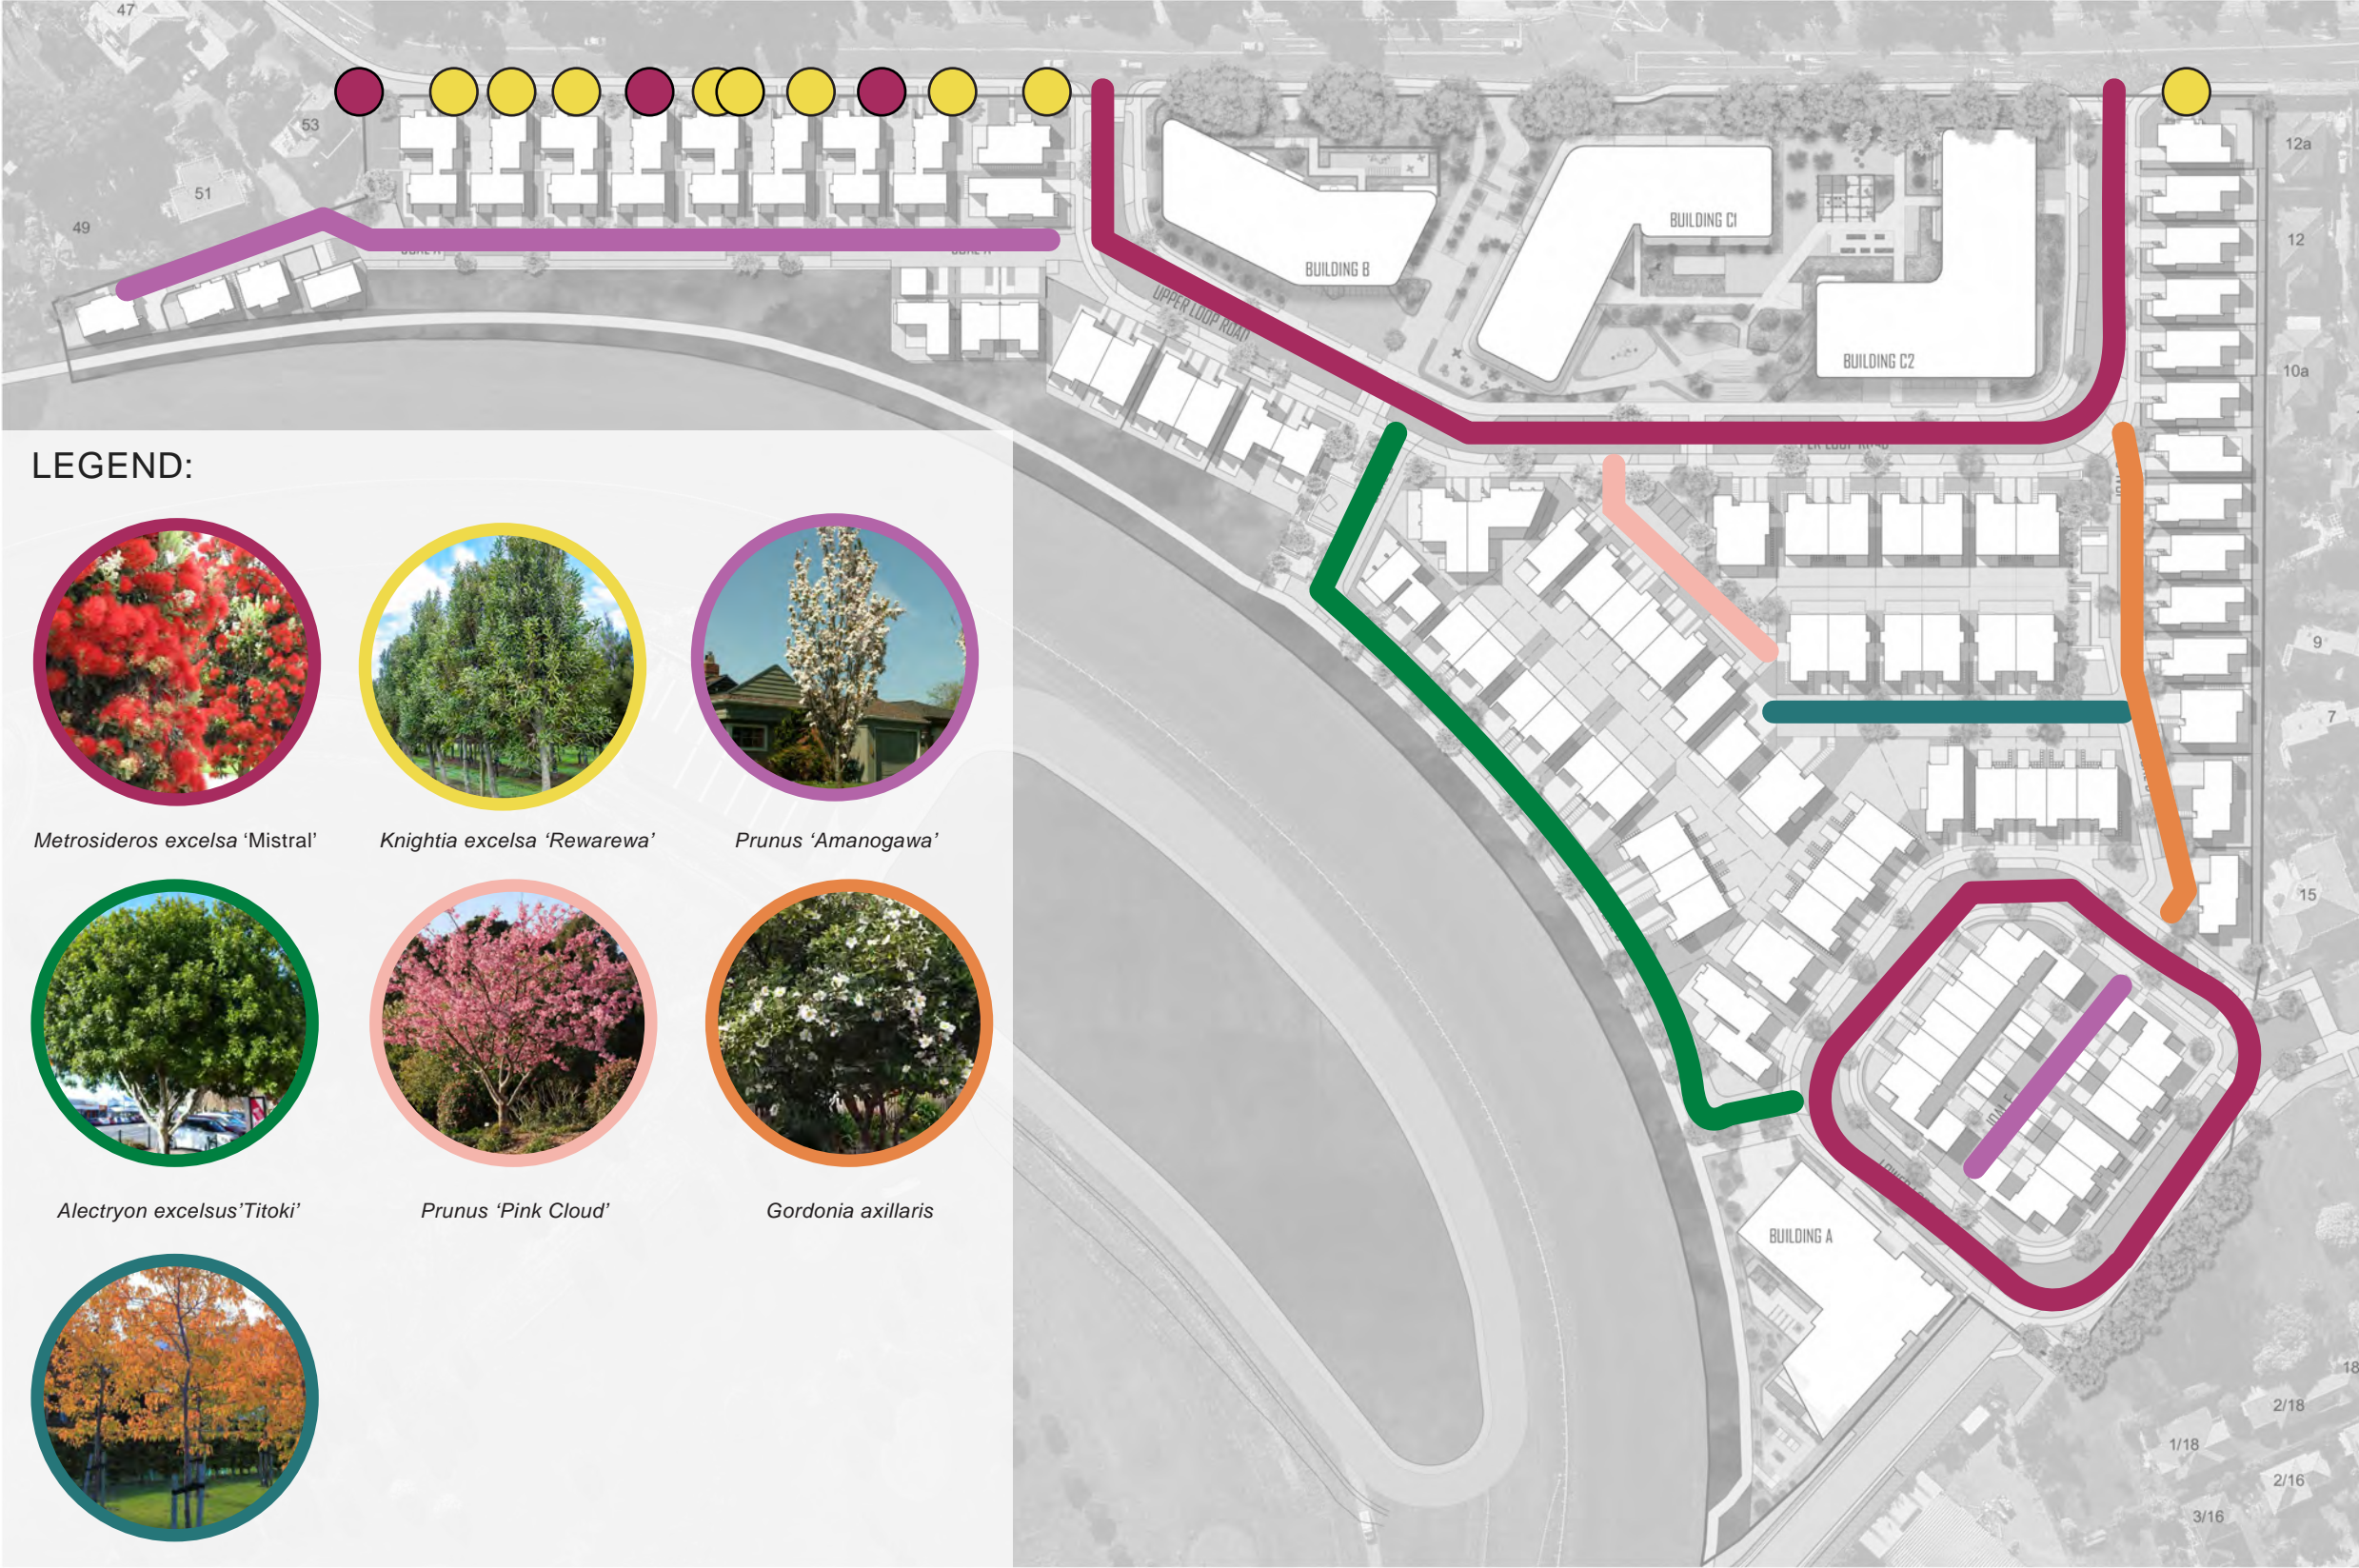 47
53
51
49
12a
BUILDING C1
12
BUILDING B
UPPER LOOP ROAD
BUILDING C2
10a
LEGEND:
9
7
Metrosideros excelsa ‘Mistral’
Knightia excelsa ‘Rewarewa’
Prunus ‘Amanogawa’
15
Alectryon excelsus’Titoki’
Prunus ‘Pink Cloud’
Gordonia axillaris
BUILDING A
18
2/18
1/18
2/16
3/16